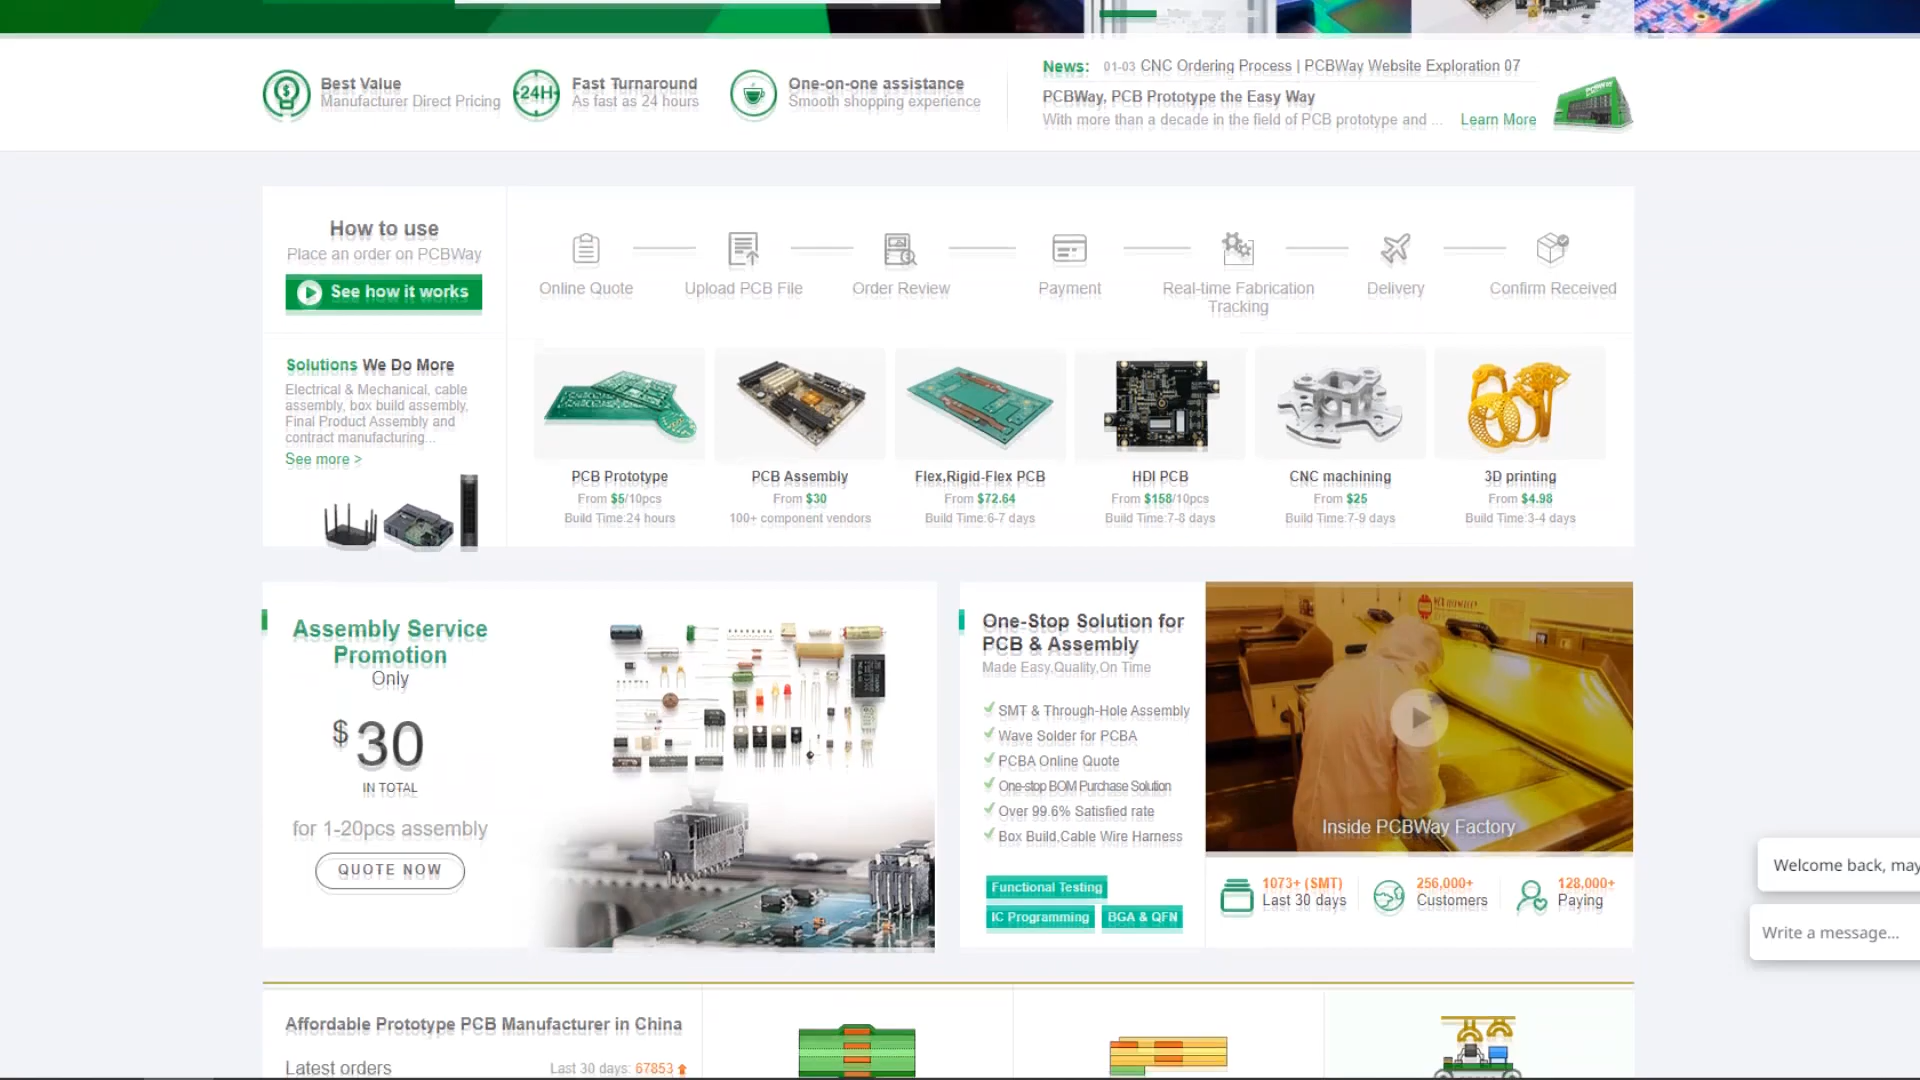 Best Value
Manufacturer Direct Pricing
24H
Fast Turnaround
As fast as 24 hours
One-on-one assistance
Smooth shopping experience
News: 01-03 CNC Ordering Process | PCBWay Website Exploration 07
PCBWay, PCB Prototype the Easy Way
With more than a decade in the field of PCB prototype and ... Learn More
How to use
Place an order on PCBWay
See how it works
Online Quote
Upload PCB File
Order Review
Payment
Real-time Fabrication
Tracking
Delivery
Confirm Received
Solutions We Do More
Electrical & Mechanical, cable
assembly, box build assembly,
Final Product Assembly and
contract manufacturing...
See more >
PCB Prototype
From $5/10pcs
Build Time:24 hours
PCB Assembly
From $30
100+ component vendors
Flex,Rigid-Flex PCB
From $72.64
Build Time:6-7 days
HDI PCB
From $158/10pcs
Build Time:7-8 days
CNC machining
From $25
Build Time:7-9 days
3D printing
From $4.98
Build Time:3-4 days
Assembly Service
Promotion
Only
$30
IN TOTAL
for 1-20pcs assembly
QUOTE NOW
One-Stop Solution for
PCB & Assembly
Made Easy,Quality,On Time
SMT & Through-Hole Assembly
Wave Solder for PCBA
PCBA Online Quote
One-stop BOM Purchase Solution
Over 99.6% Satisfied rate
Box Build,Cable Wire Harness
Functional Testing
IC Programming
BGA & QFN
Inside PCBWay Factory
1073+ (SMT)
Last 30 days
256,000+
Customers
128,000+
Paying
Welcome back, may
Write a message...
Affordable Prototype PCB Manufacturer in China
Latest orders
Last 30 days: 67853